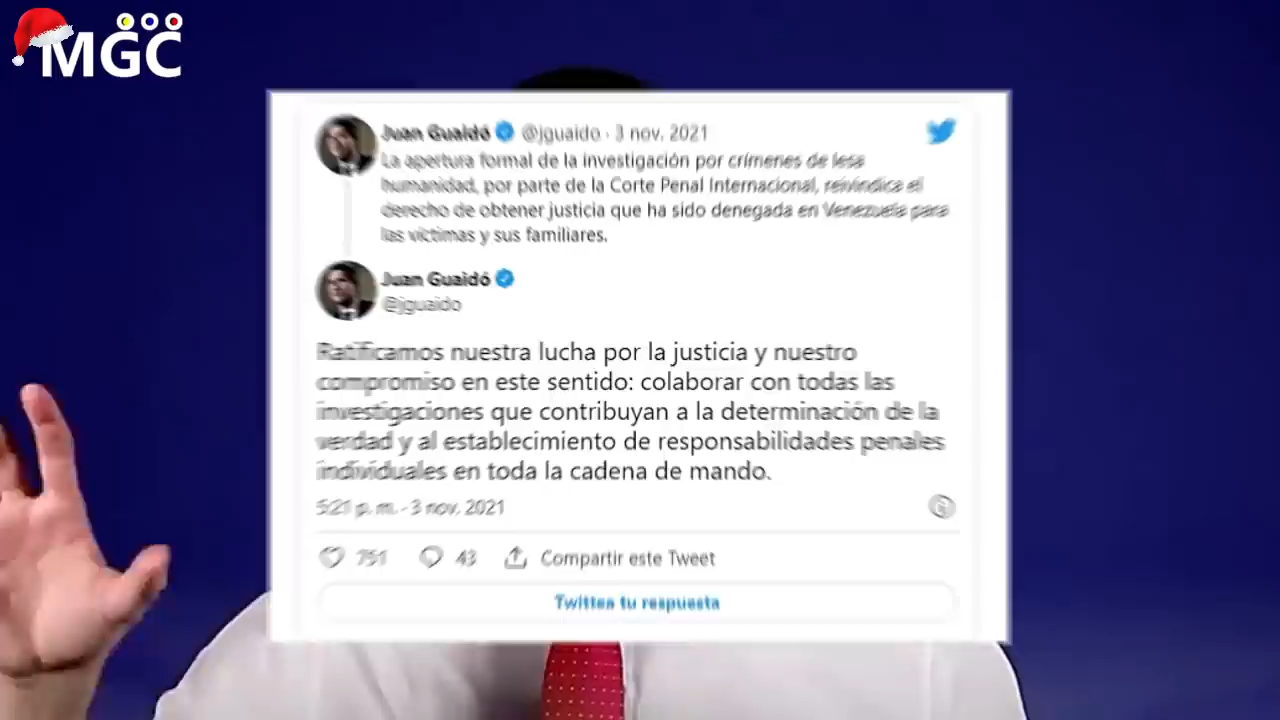 MGC
Juan Guaidó @jguaido · 3 nov. 2021
La apertura formal de la investigación por crímenes de lesa
humanidad, por parte de la Corte Penal Internacional, reivindica el
derecho de obtener justicia que ha sido denegada en Venezuela para
las víctimas y sus familiares.
Juan Guaidó
@jguaido
Ratificamos nuestra lucha por la justicia y nuestro
compromiso en este sentido: colaborar con todas las
investigaciones que contribuyan a la determinación de la
verdad y al establecimiento de responsabilidades penales
individuales en toda la cadena de mando.
5:21 p. m. · 3 nov. 2021
751 43 Compartir este Tweet
Twittea tu respuesta